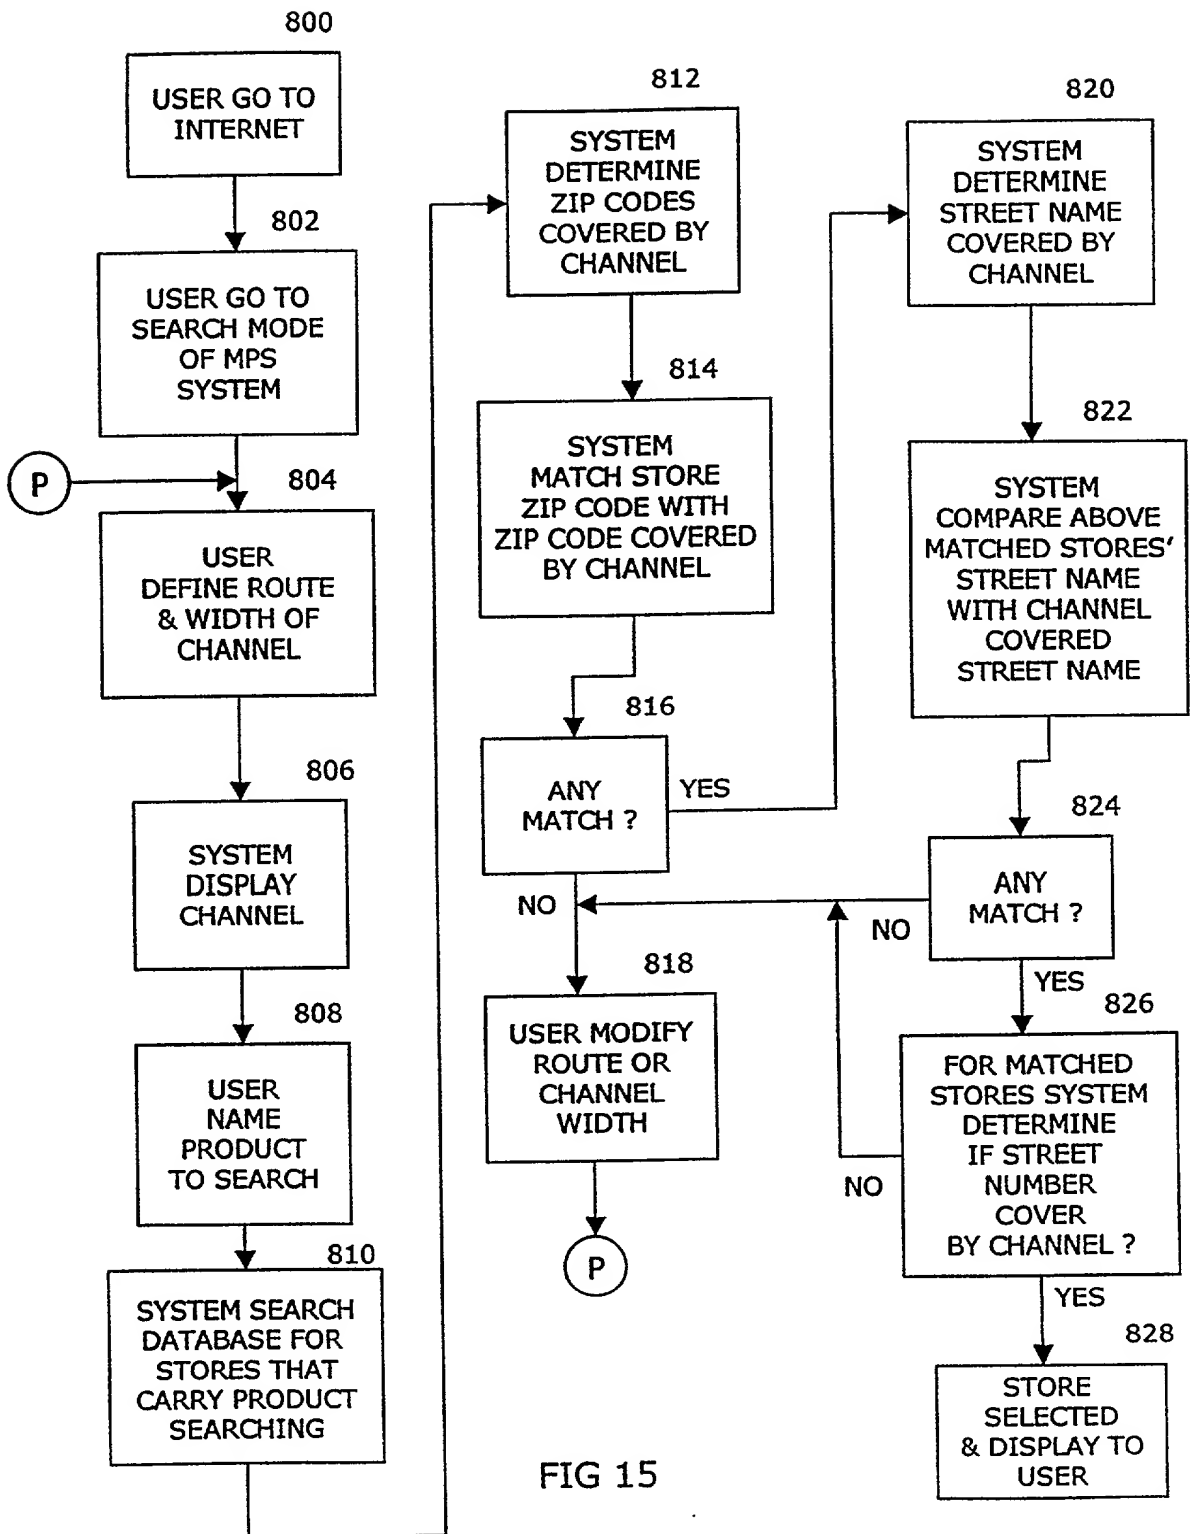 800
USER GO TO
INTERNET
802
USER GO TO
SEARCH MODE
OF MPS
SYSTEM
P
804
USER
DEFINE ROUTE
& WIDTH OF
CHANNEL
806
SYSTEM
DISPLAY
CHANNEL
808
USER
NAME
PRODUCT
TO SEARCH
810
SYSTEM SEARCH
DATABASE FOR
STORES THAT
CARRY PRODUCT
SEARCHING
812
SYSTEM
DETERMINE
ZIP CODES
COVERED BY
CHANNEL
814
SYSTEM
MATCH STORE
ZIP CODE WITH
ZIP CODE COVERED
BY CHANNEL
816
ANY
MATCH ?
YES
NO
818
USER MODIFY
ROUTE OR
CHANNEL
WIDTH
P
820
SYSTEM
DETERMINE
STREET NAME
COVERED BY
CHANNEL
822
SYSTEM
COMPARE ABOVE
MATCHED STORES'
STREET NAME
WITH CHANNEL
COVERED
STREET NAME
824
ANY
MATCH ?
NO
YES
826
FOR MATCHED
STORES SYSTEM
DETERMINE
IF STREET
NUMBER
COVER
BY CHANNEL ?
NO
YES
828
STORE
SELECTED
& DISPLAY TO
USER
FIG 15